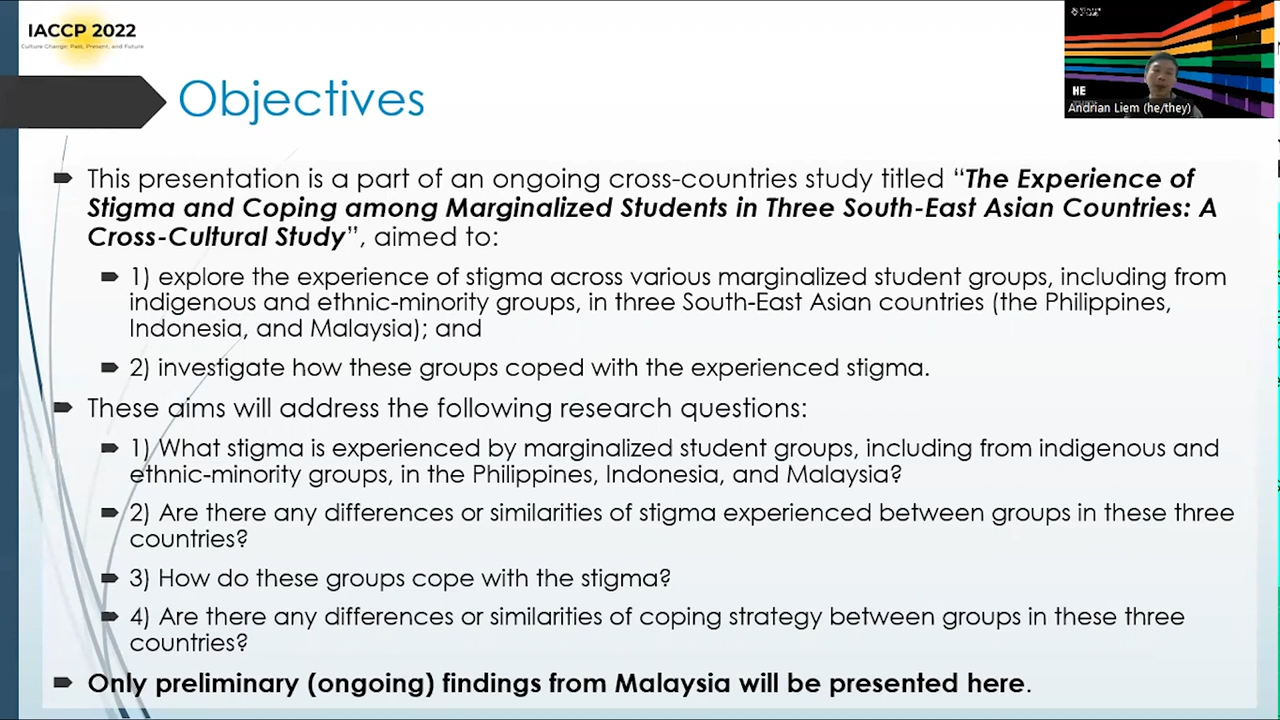 IACCP 2022
Culture Change: Past, Present, and Future
HE
Andrian Liem (he/they)
Objectives
This presentation is a part of an ongoing cross-countries study titled “The Experience of
Stigma and Coping among Marginalized Students in Three South-East Asian Countries: A
Cross-Cultural Study”, aimed to:
1) explore the experience of stigma across various marginalized student groups, including from
indigenous and ethnic-minority groups, in three South-East Asian countries (the Philippines,
Indonesia, and Malaysia); and
2) investigate how these groups coped with the experienced stigma.
These aims will address the following research questions:
1) What stigma is experienced by marginalized student groups, including from indigenous and
ethnic-minority groups, in the Philippines, Indonesia, and Malaysia?
2) Are there any differences or similarities of stigma experienced between groups in these three
countries?
3) How do these groups cope with the stigma?
4) Are there any differences or similarities of coping strategy between groups in these three
countries?
Only preliminary (ongoing) findings from Malaysia will be presented here.